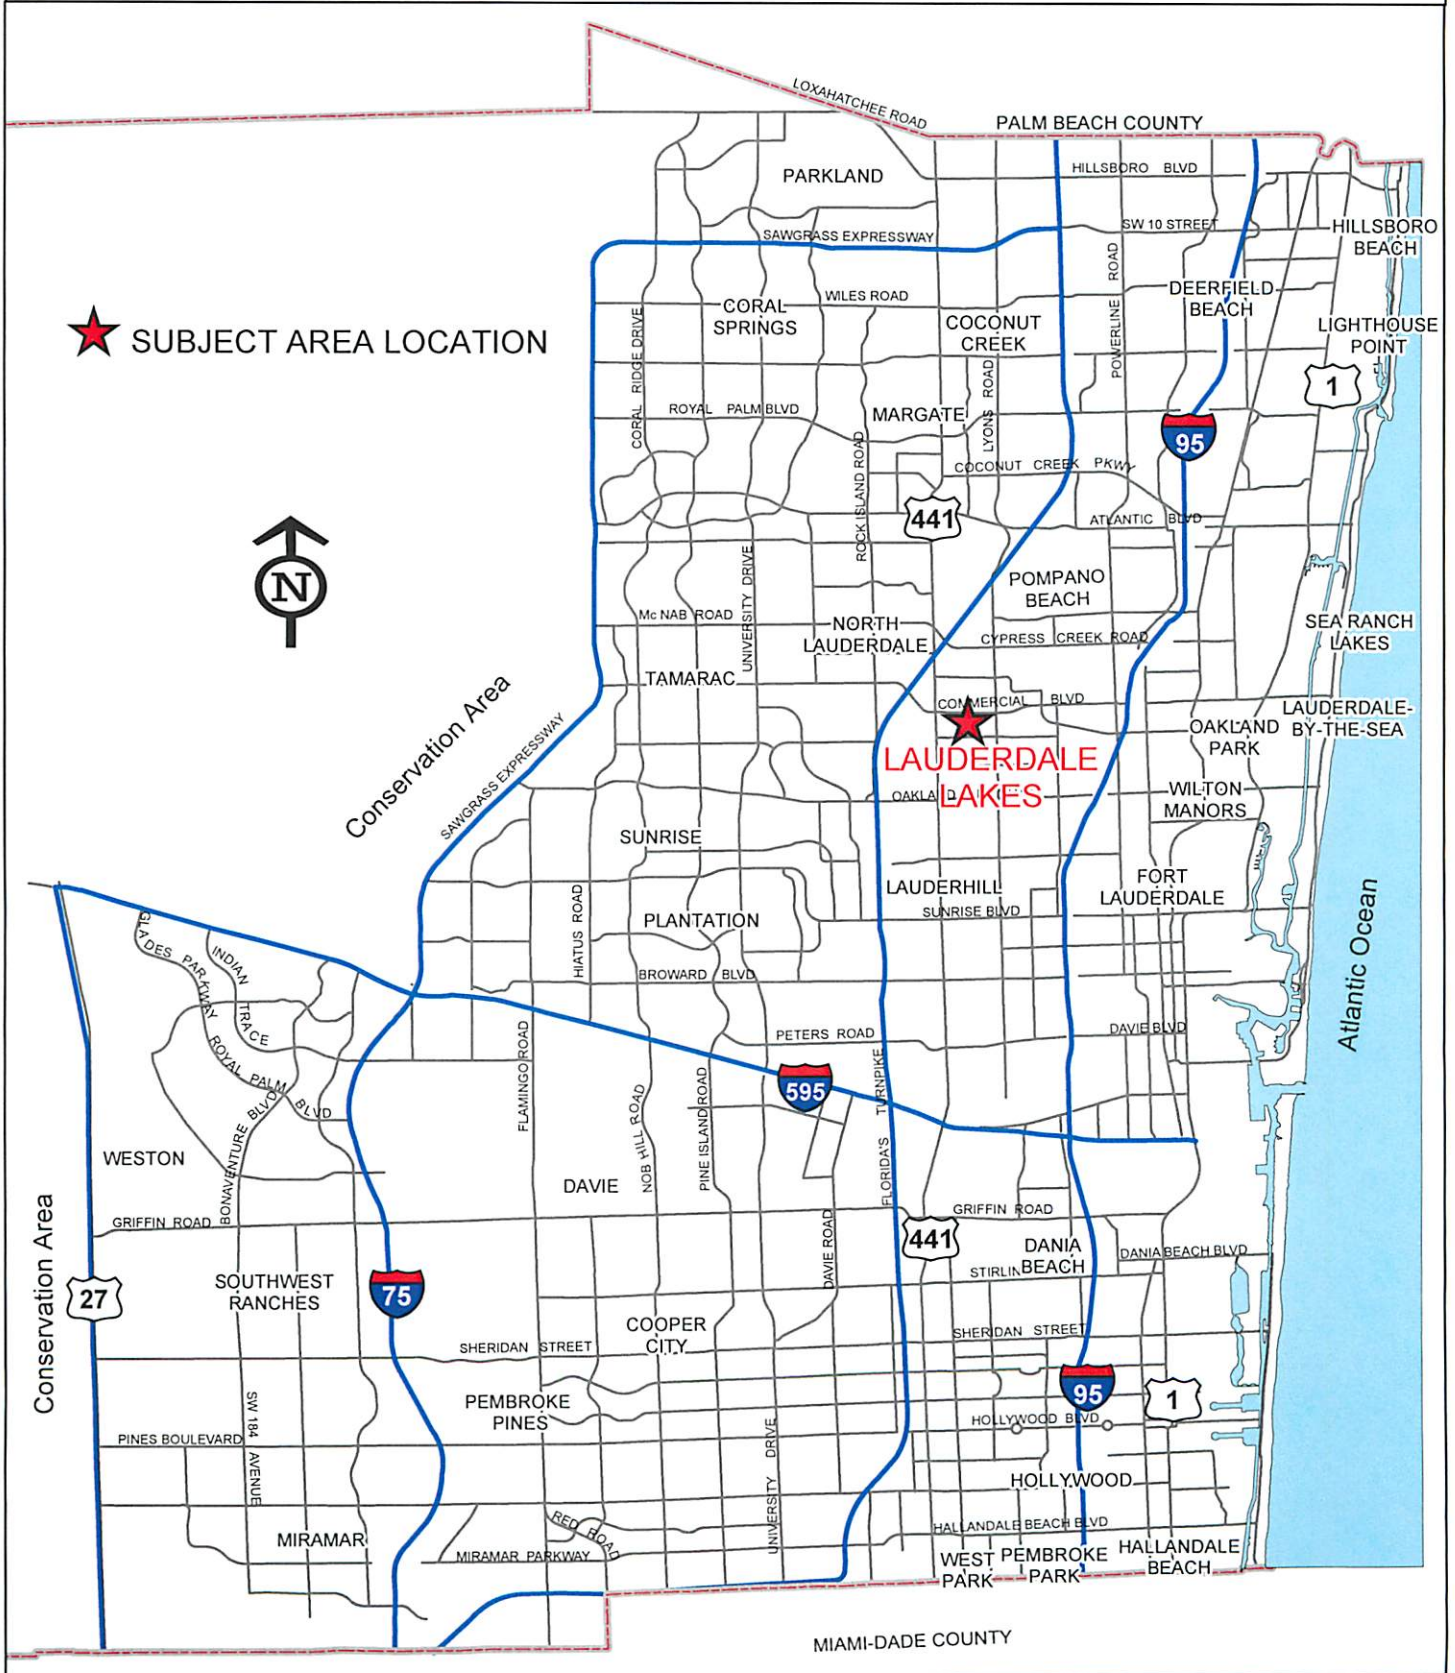 LOXAHATCHEE ROAD
PALM BEACH COUNTY
HILLSBORO BLVD
PARKLAND
SW 10 STREET
HILLSBORO
BEACH
SAWGRASS EXPRESSWAY
POWERLINE ROAD
DEERFIELD
BEACH
WILES ROAD
CORAL
SPRINGS
COCONUT
CREEK
LIGHTHOUSE
POINT
SUBJECT AREA LOCATION
CORAL RIDGE DRIVE
LYONS ROAD
1
ROYAL PALM BLVD
MARGATE
95
ROCK ISLAND ROAD
COCONUT CREEK PKWY
441
ATLANTIC BLVD
N
UNIVERSITY DRIVE
POMPANO
BEACH
Mc NAB ROAD
NORTH
LAUDERDALE
CYPRESS CREEK ROAD
SEA RANCH
LAKES
TAMARAC
COMMERCIAL BLVD
LAUDERDALE-
BY-THE-SEA
OAKLAND
PARK
Conservation Area
SAWGRASS EXPRESSWAY
LAUDERDALE
LAKES
OAKLAND
WILTON
MANORS
SUNRISE
LAUDERHILL
FORT
LAUDERDALE
HIATUS ROAD
PLANTATION
SUNRISE BLVD
Atlantic Ocean
GLADES PARKWAY
INDIAN TRACE
BROWARD BLVD
FLAMINGO ROAD
PETERS ROAD
DAVIE BLVD
ROYAL PALM BLVD
595
FLORIDA'S TURNPIKE
BONAVENTURE BLVD
NOB HILL ROAD
PINE ISLAND ROAD
WESTON
DAVIE
Conservation Area
GRIFFIN ROAD
GRIFFIN ROAD
DAVIE ROAD
441
DANIA
BEACH
DANIA BEACH BLVD
STIRLIN
27
SOUTHWEST
RANCHES
75
COOPER
CITY
SHERIDAN STREET
SHERIDAN STREET
95
1
SW 184 AVENUE
PEMBROKE
PINES
HOLLYWOOD BLVD
PINES BOULEVARD
UNIVERSITY DRIVE
HOLLYWOOD
RED ROAD
HALLANDALE BEACH BLVD
MIRAMAR
MIRAMAR PARKWAY
WEST
PARK
PEMBROKE
PARK
HALLANDALE
BEACH
MIAMI-DADE COUNTY